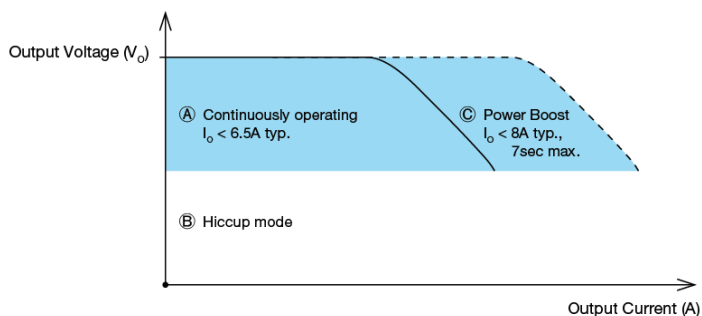 Output Voltage (Vo)
Ⓐ Continuously operating
Io < 6.5A typ.
Ⓒ Power Boost
Io < 8A typ.,
7sec max.
Ⓑ Hiccup mode
Output Current (A)